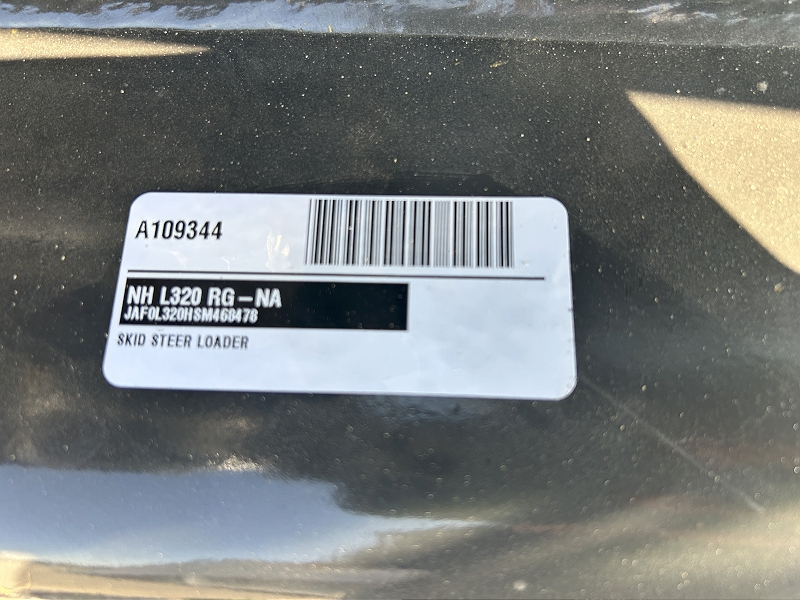 A109344
NH L320 RG-NA
JAF0L320HSM468478
SKID STEER LOADER